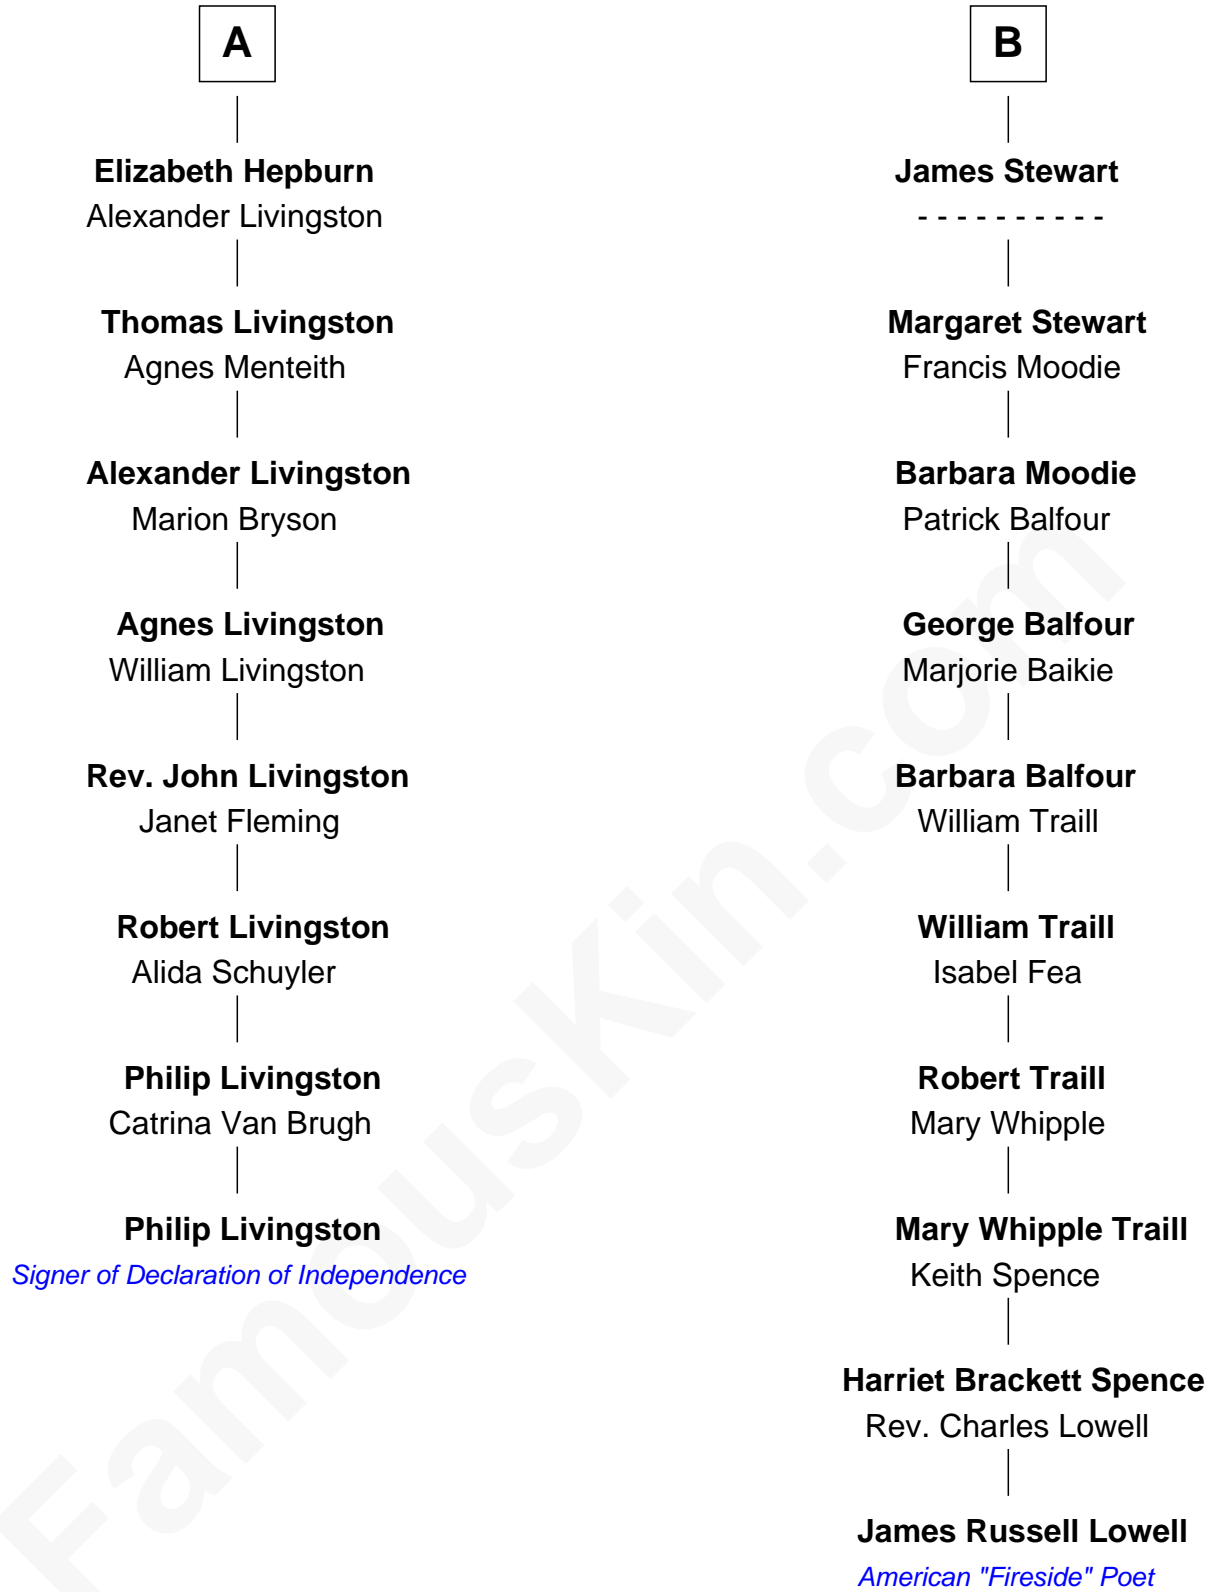 A
Elizabeth Hepburn
Alexander Livingston
Thomas Livingston
Agnes Menteith
Alexander Livingston
Marion Bryson
Agnes Livingston
William Livingston
Rev. John Livingston
Janet Fleming
Robert Livingston
Alida Schuyler
Philip Livingston
Catrina Van Brugh
Philip Livingston
Signer of Declaration of Independence
B
James Stewart
- - - - - - - - - -
Margaret Stewart
Francis Moodie
Barbara Moodie
Patrick Balfour
George Balfour
Marjorie Baikie
Barbara Balfour
William Traill
William Traill
Isabel Fea
Robert Traill
Mary Whipple
Mary Whipple Traill
Keith Spence
Harriet Brackett Spence
Rev. Charles Lowell
James Russell Lowell
American "Fireside" Poet
FamousKin.com